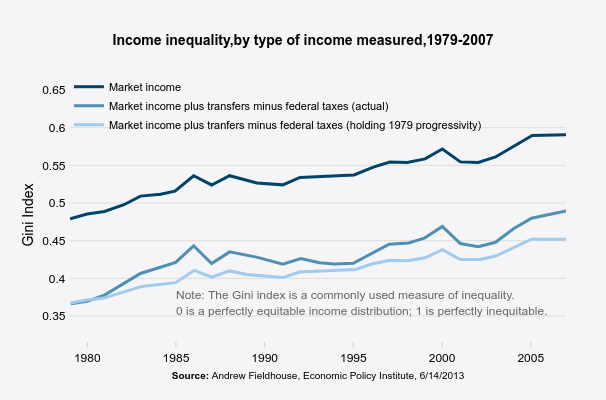 Income inequality,by type of income measured,1979-2007
0.65
Market income
Market income plus transfers minus federal taxes (actual)
0.6
Market income plus tranfers minus federal taxes (holding 1979 progressivity)
0.55
0.5
0.45
0.4
0.35
Gini Index
Note: The Gini index is a commonly used measure of inequality.
0 is a perfectly equitable income distribution; 1 is perfectly inequitable.
1980 1985 1990 1995 2000 2005
Source: Andrew Fieldhouse, Economic Policy Institute, 6/14/2013